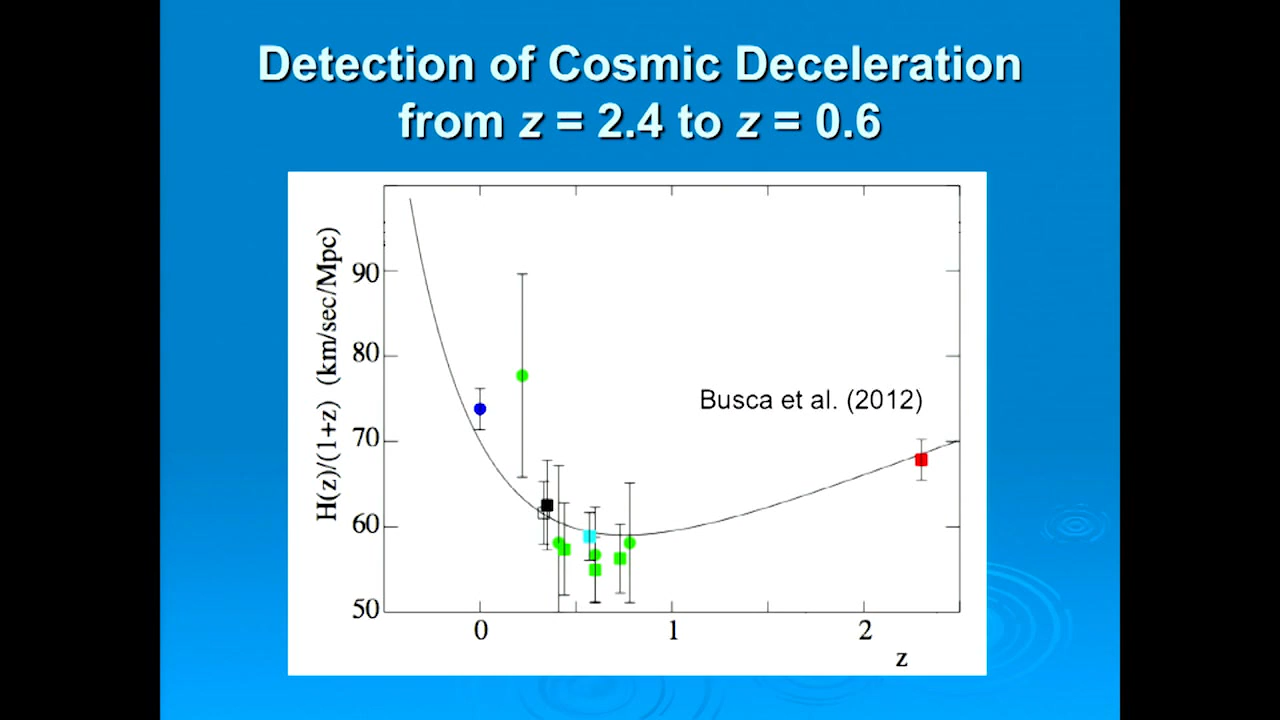 Detection of Cosmic Deceleration
from z = 2.4 to z = 0.6
H(z)/(1+z) (km/sec/Mpc)
90
80
70
60
50
Busca et al. (2012)
0
1
2
z